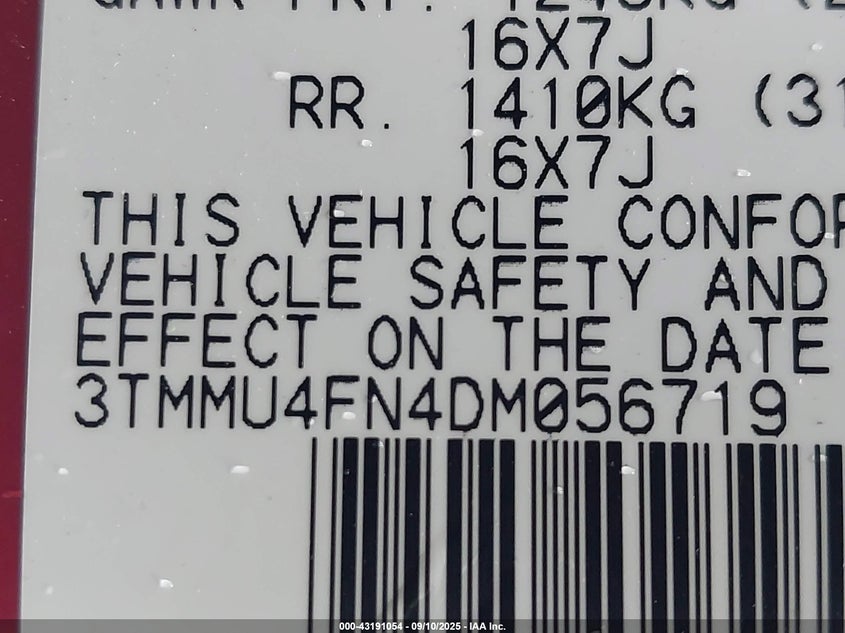 16X7J
RR. 1410KG (31
16X7J
THIS VEHICLE CONFOR
VEHICLE SAFETY AND
EFFECT ON THE DATE
3TMMU4FN4DM056719
000-43191054 - 09/10/2025 - IAA Inc.